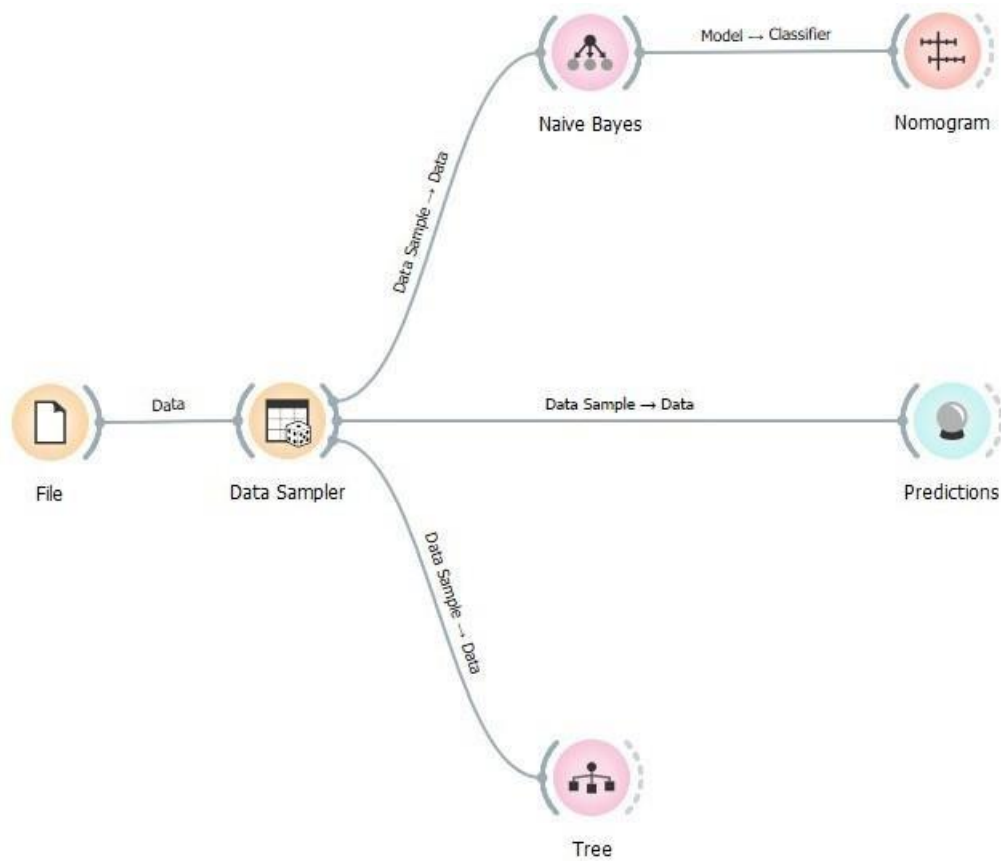 Model → Classifier
Naive Bayes
Nomogram
Data Sample → Data
Data
Data Sample → Data
File
Data Sampler
Predictions
Data Sample → Data
Tree